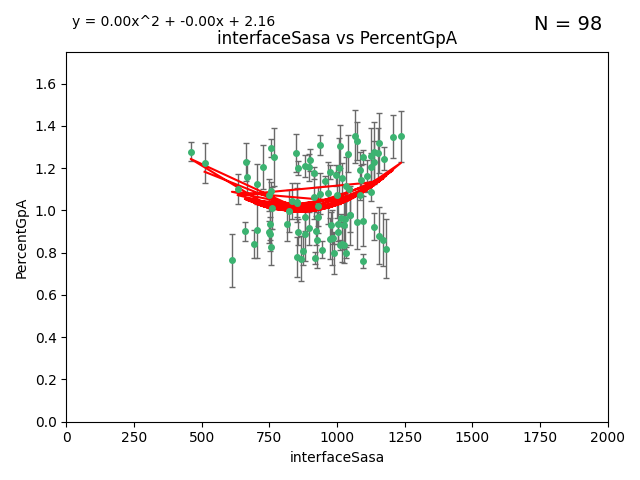 y = 0.00x^2 + -0.00x + 2.16
N = 98
interfaceSasa vs PercentGpA
PercentGpA
1.6
1.4
1.2
1.0
0.8
0.6
0.4
0.2
0.0
0 250 500 750 1000 1250 1500 1750 2000
interfaceSasa